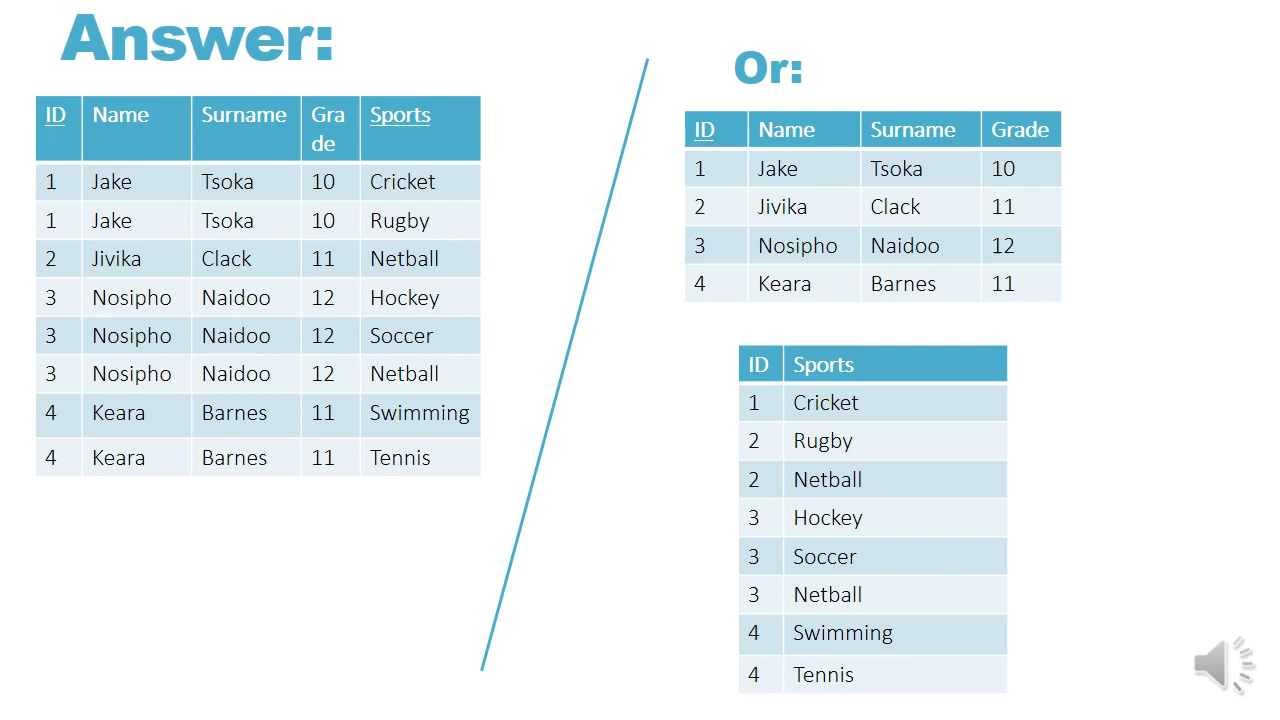 Answer:
ID Name Surname Gra
de Sports
1 Jake Tsoka 10 Cricket
1 Jake Tsoka 10 Rugby
2 Jivika Clack 11 Netball
3 Nosipho Naidoo 12 Hockey
3 Nosipho Naidoo 12 Soccer
3 Nosipho Naidoo 12 Netball
4 Keara Barnes 11 Swimming
4 Keara Barnes 11 Tennis
Or:
ID Name Surname Grade
1 Jake Tsoka 10
2 Jivika Clack 11
3 Nosipho Naidoo 12
4 Keara Barnes 11
ID Sports
1 Cricket
2 Rugby
2 Netball
3 Hockey
3 Soccer
3 Netball
4 Swimming
4 Tennis